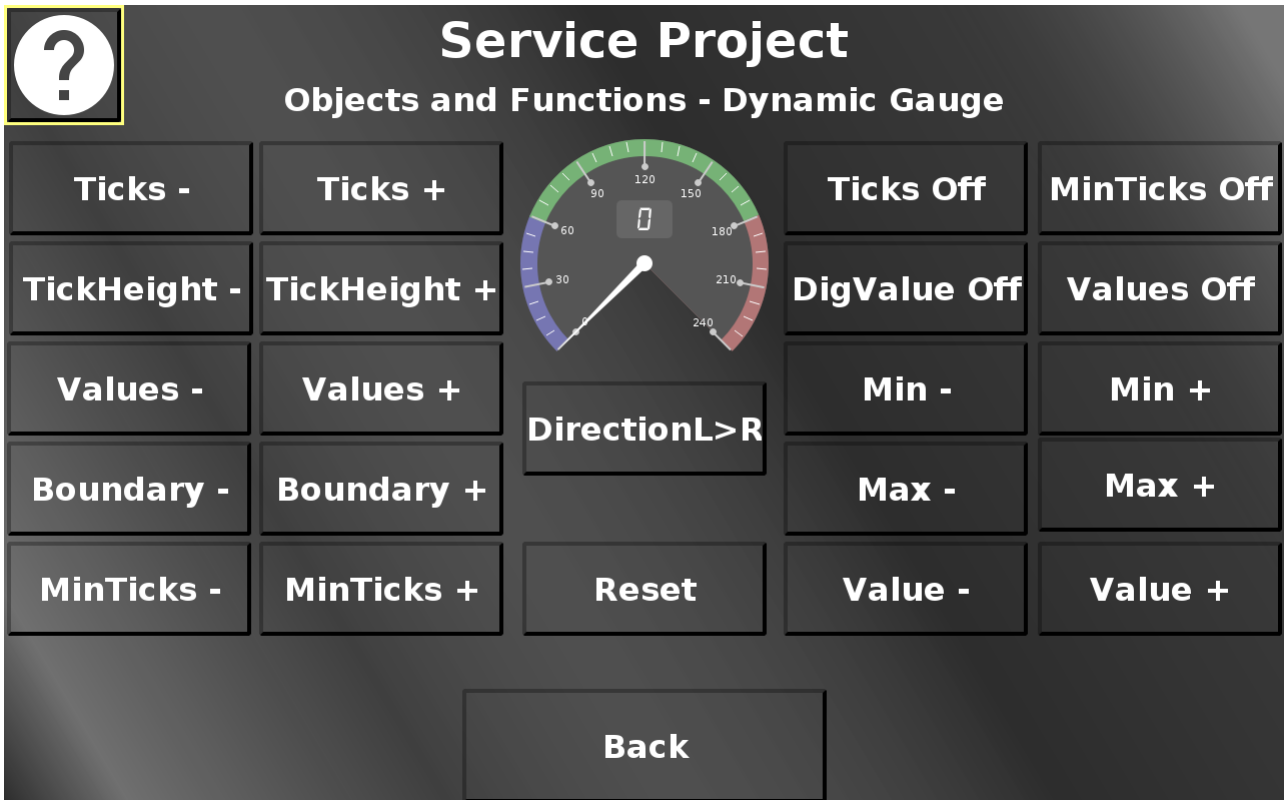 ?
Service Project
Objects and Functions - Dynamic Gauge
Ticks -
Ticks +
Ticks Off
MinTicks Off
120
90
150
0
60
180
30
210
0
240
TickHeight -
TickHeight +
DigValue Off
Values Off
Values -
Values +
DirectionL>R
Min -
Min +
Boundary -
Boundary +
Max -
Max +
MinTicks -
MinTicks +
Reset
Value -
Value +
Back